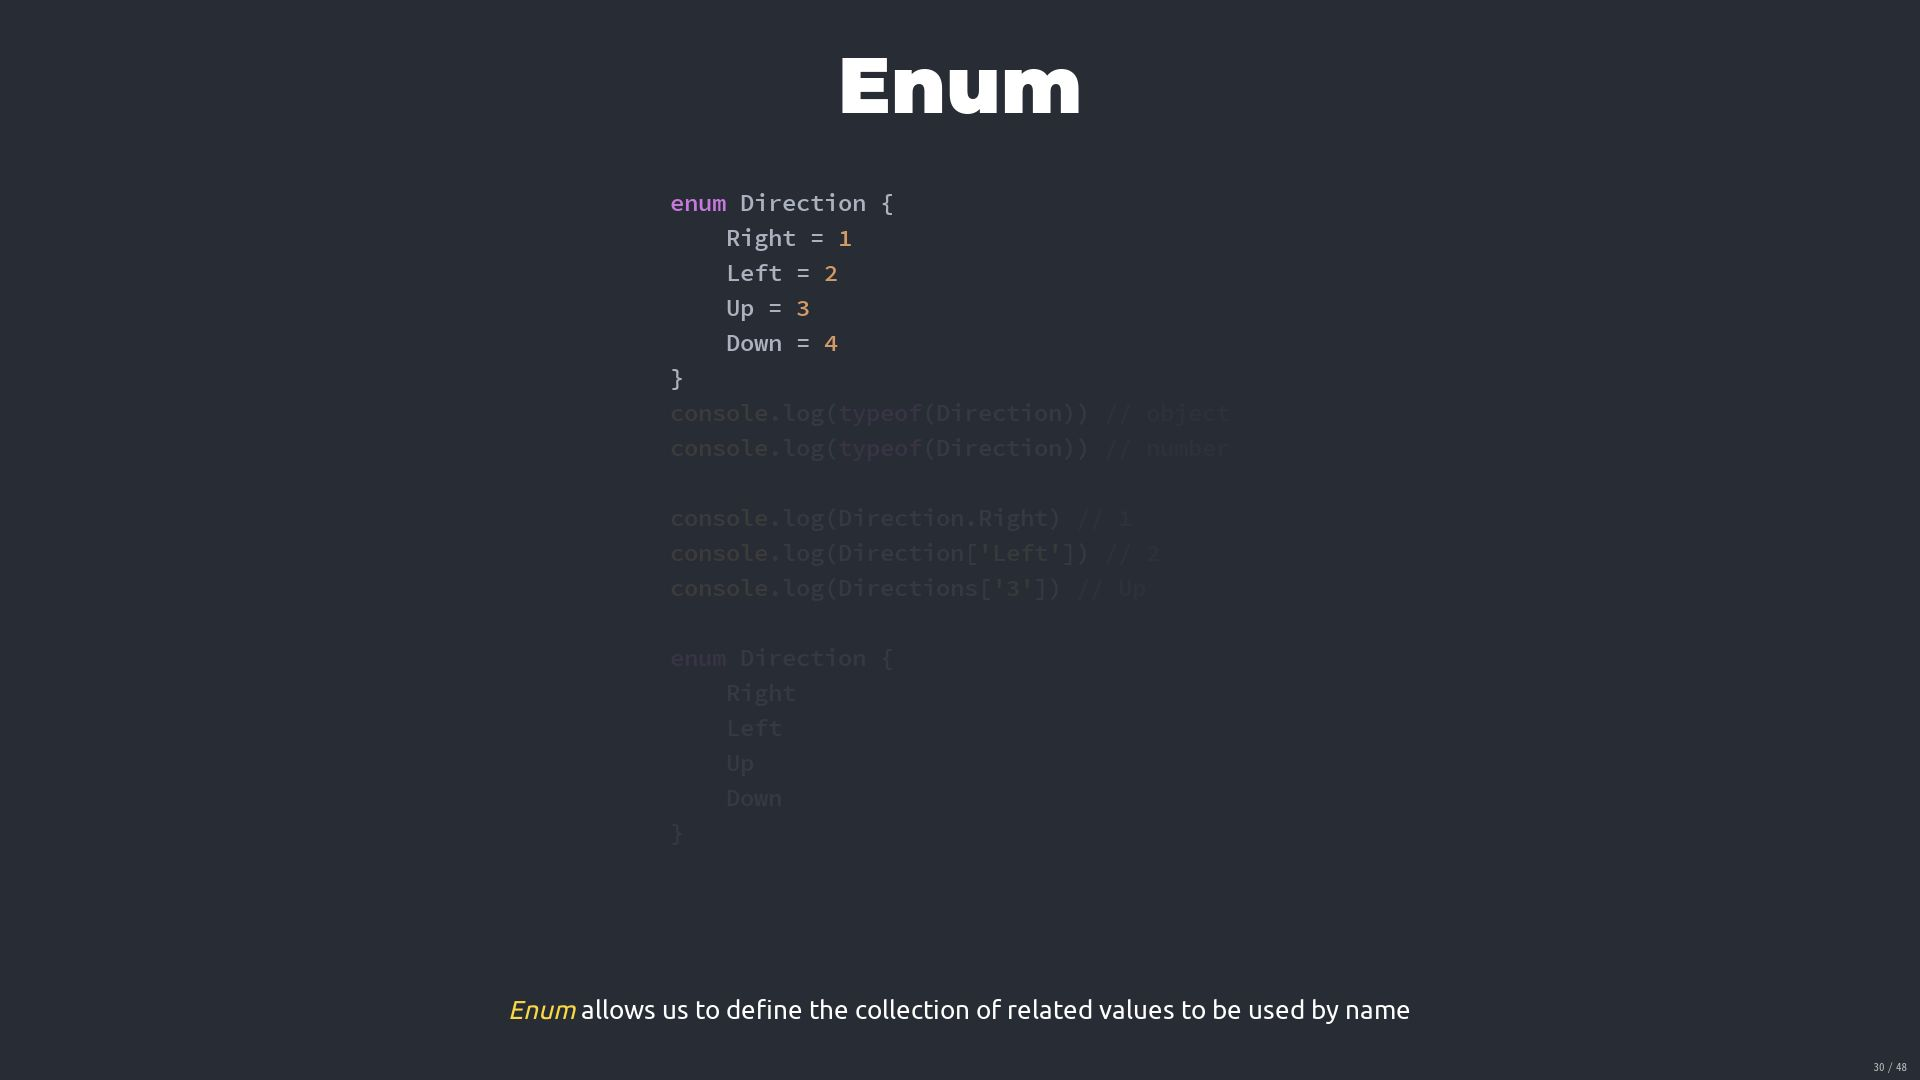 Enum
enum Direction {
    Right = 1
    Left = 2
    Up = 3
    Down = 4
}
console.log(typeof(Direction)) // object
console.log(typeof(Direction)) // number
console.log(Direction.Right) // 1
console.log(Direction['Left']) // 2
console.log(Directions['3']) // Up
enum Direction {
    Right
    Left
    Up
    Down
}
Enum allows us to define the collection of related values to be used by name
30 / 48